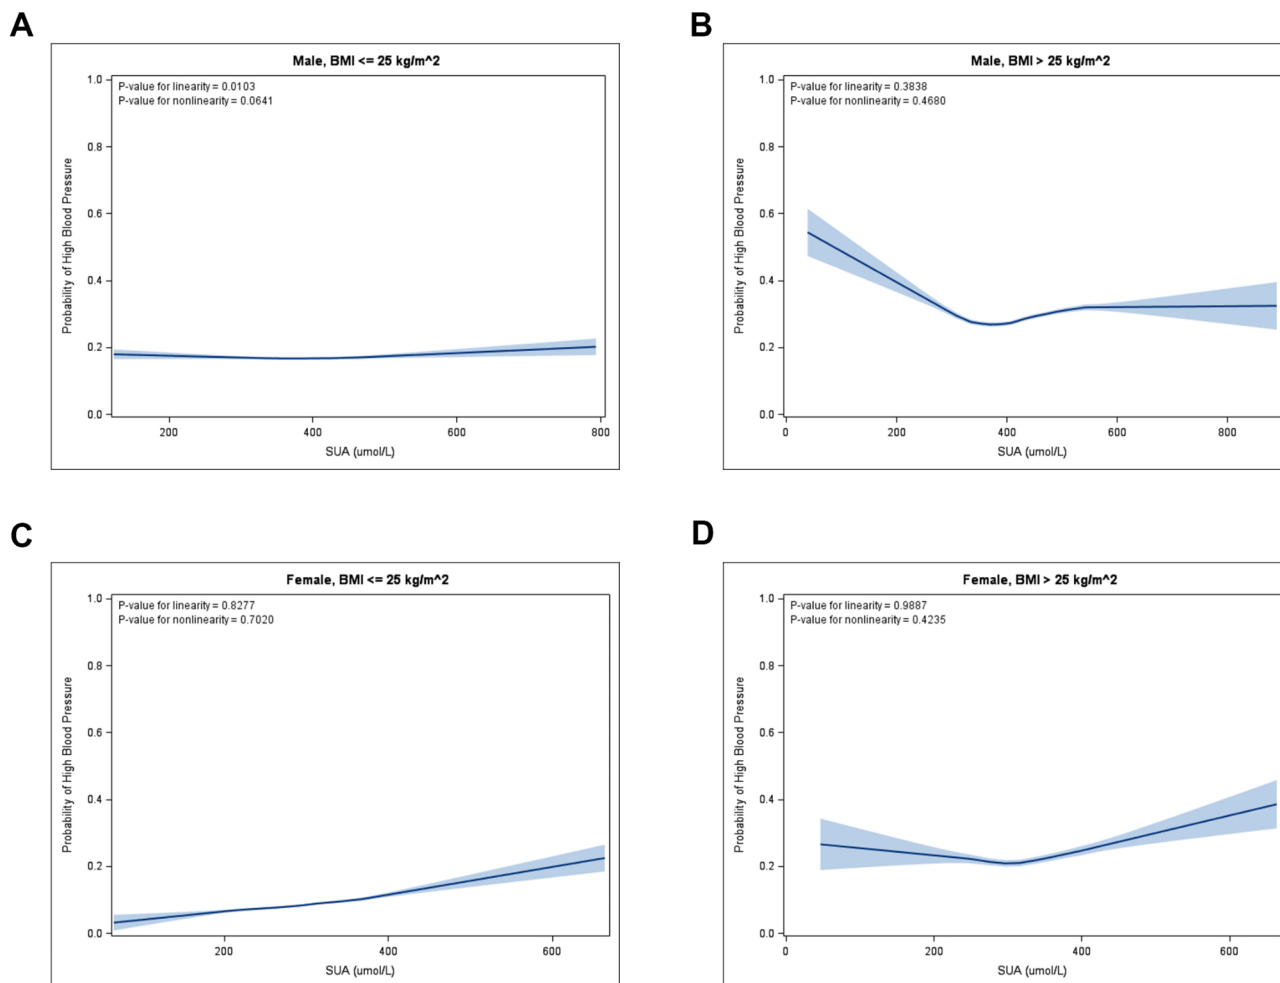 A
Male, BMI <= 25 kg/m^2
P-value for linearity = 0.0103
P-value for nonlinearity = 0.0641
Probability of High Blood Pressure
1.0
0.8
0.6
0.4
0.2
0.0
200 400 600 800
SUA (umol/L)
B
Male, BMI > 25 kg/m^2
P-value for linearity = 0.3838
P-value for nonlinearity = 0.4680
Probability of High Blood Pressure
1.0
0.8
0.6
0.4
0.2
0.0
0 200 400 600 800
SUA (umol/L)
C
Female, BMI <= 25 kg/m^2
P-value for linearity = 0.8277
P-value for nonlinearity = 0.7020
Probability of High Blood Pressure
1.0
0.8
0.6
0.4
0.2
0.0
200 400 600
SUA (umol/L)
D
Female, BMI > 25 kg/m^2
P-value for linearity = 0.9887
P-value for nonlinearity = 0.4235
Probability of High Blood Pressure
1.0
0.8
0.6
0.4
0.2
0.0
0 200 400 600
SUA (umol/L)